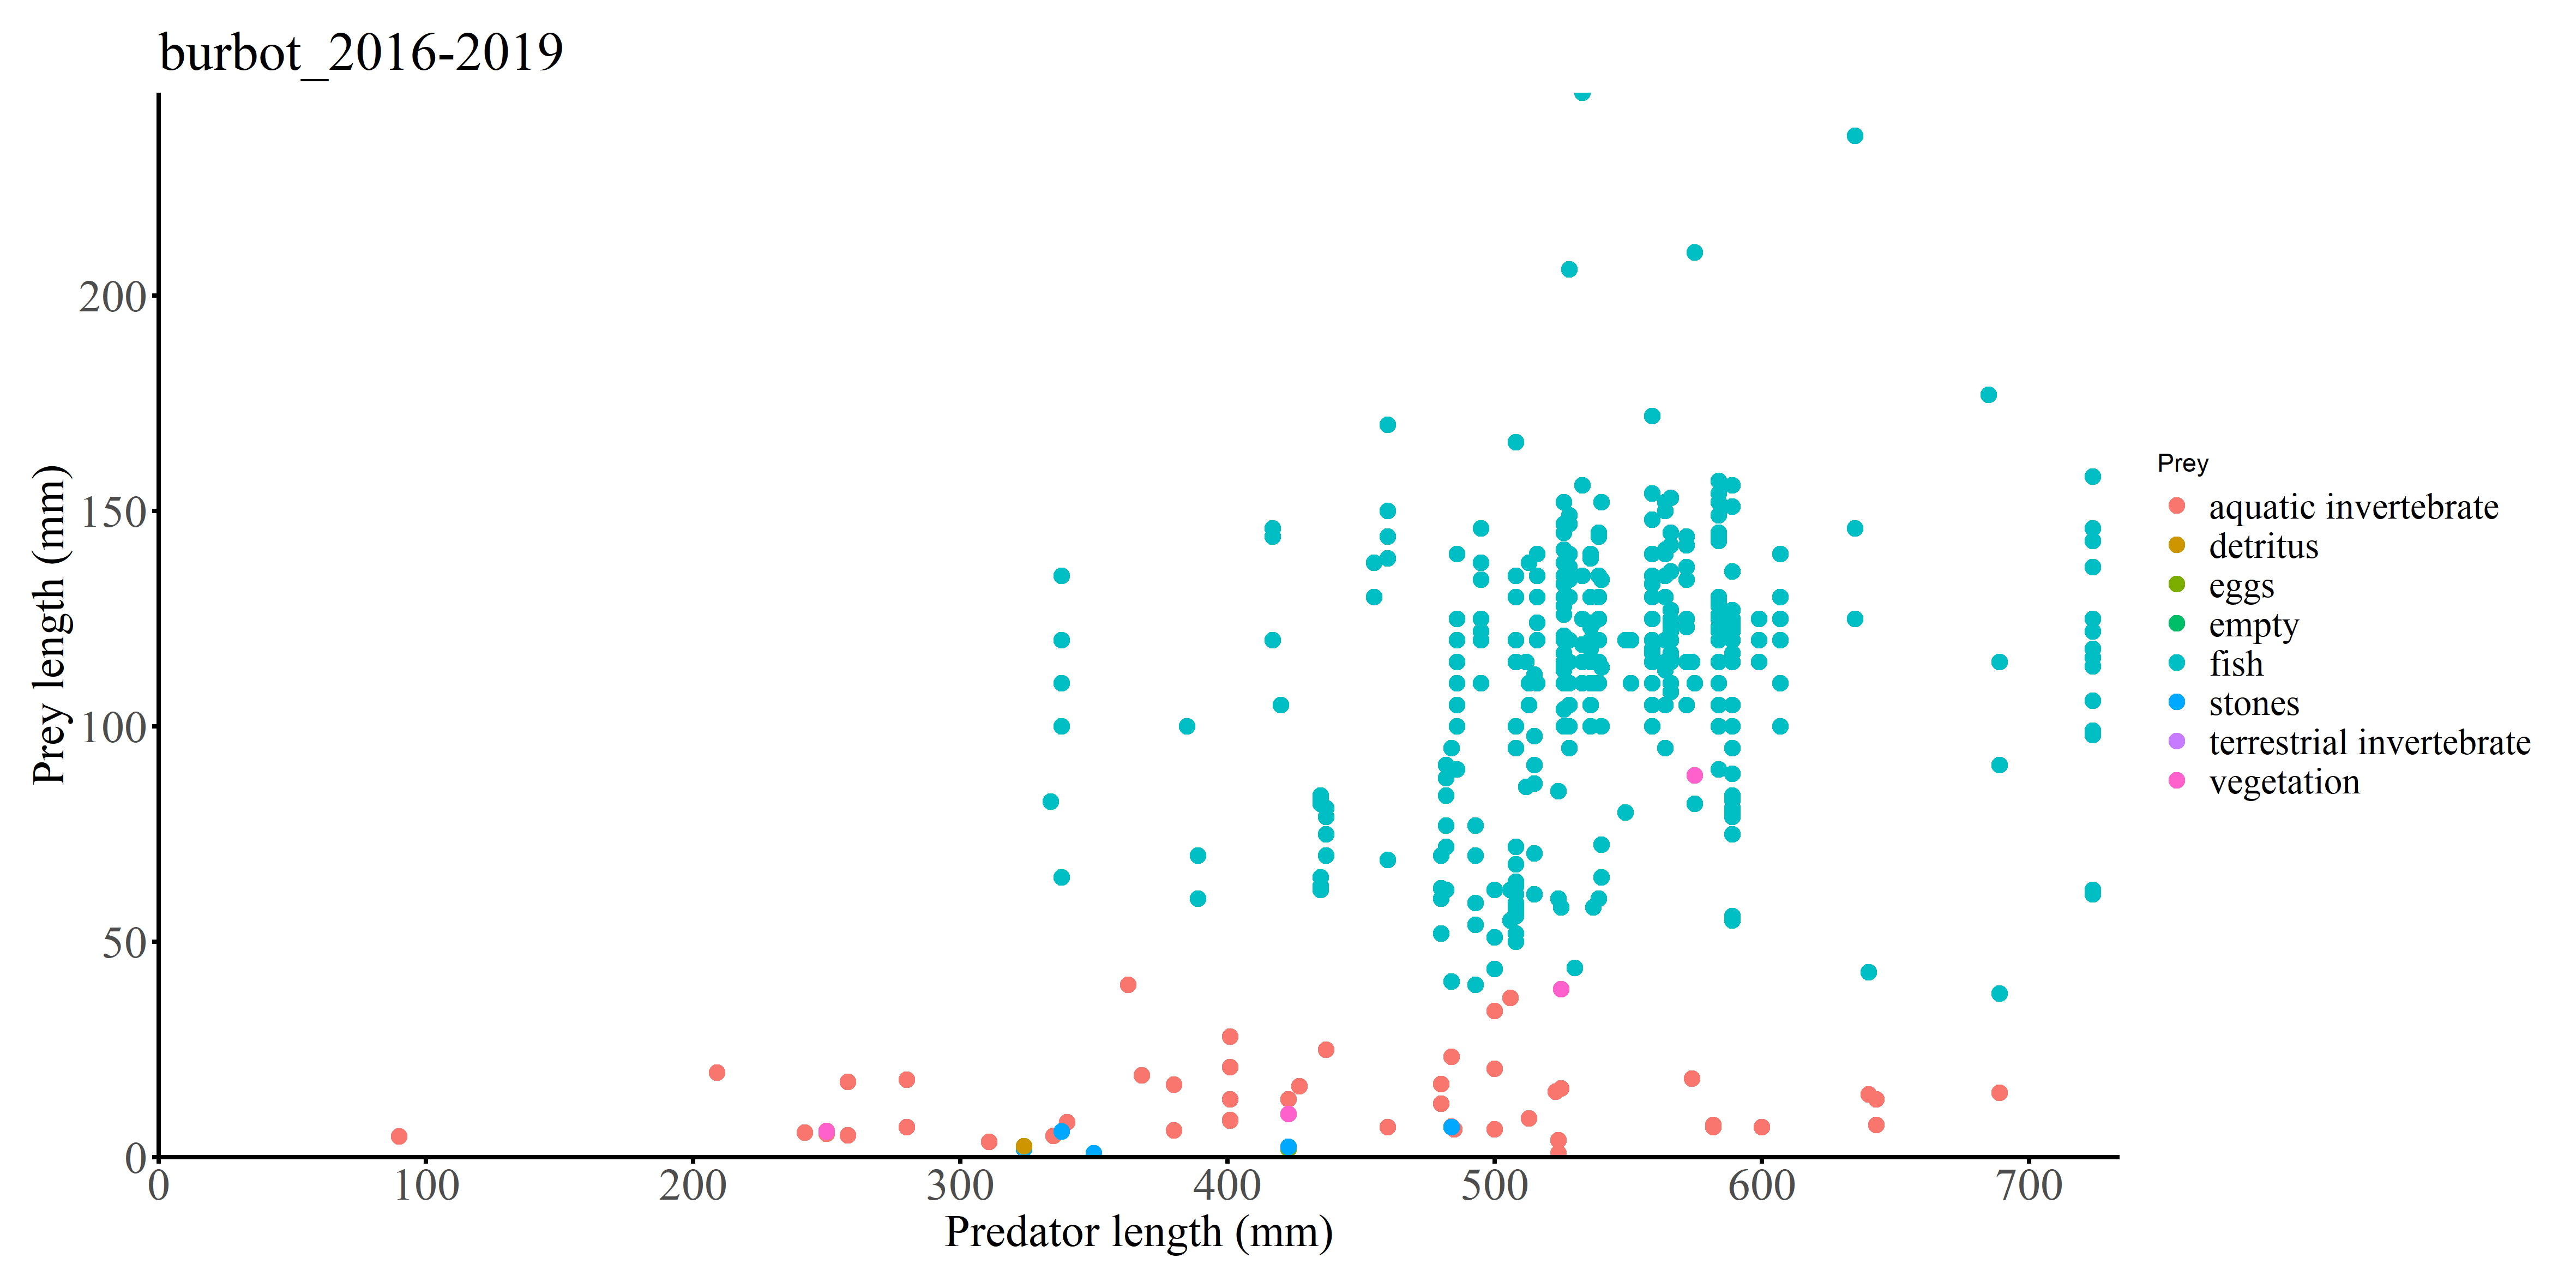 burbot_2016-2019
Prey length (mm)
200
150
100
50
0
0 100 200 300 400 500 600 700
Predator length (mm)
Prey
aquatic invertebrate
detritus
eggs
empty
fish
stones
terrestrial invertebrate
vegetation